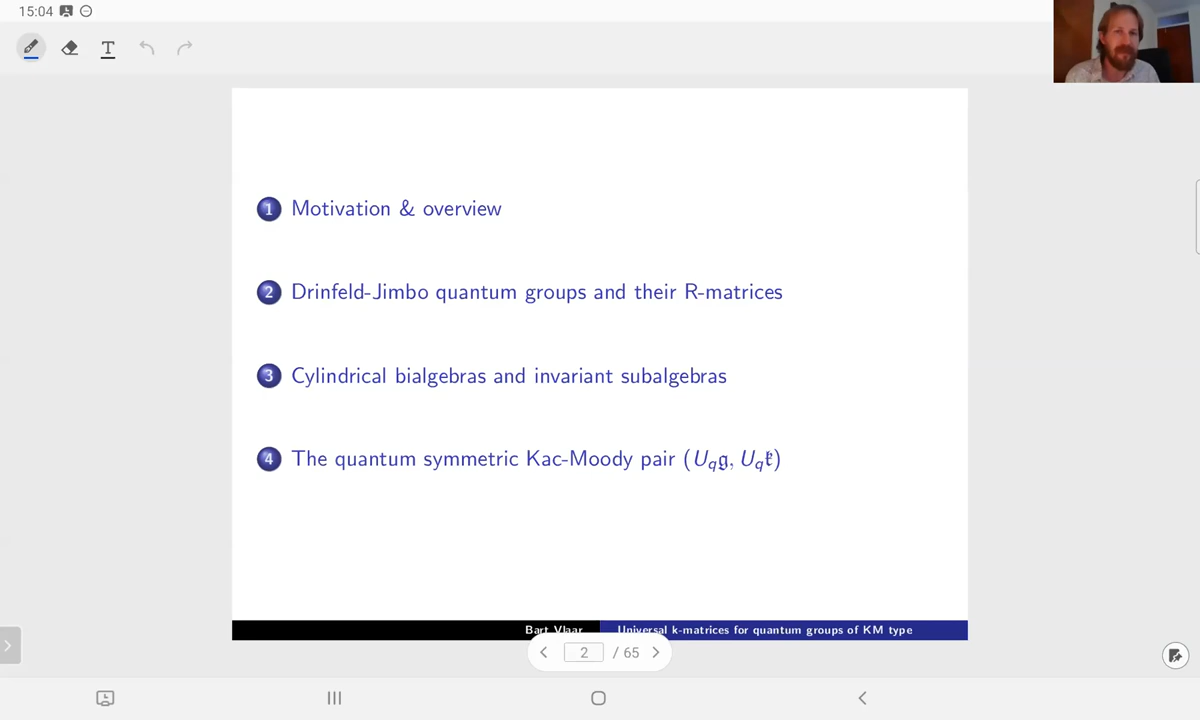 15:04
T
1 Motivation & overview
2 Drinfeld-Jimbo quantum groups and their R-matrices
3 Cylindrical bialgebras and invariant subalgebras
4 The quantum symmetric Kac-Moody pair (U_q𝔤, U_q𝔨)
Bart Vlaar Universal k-matrices for quantum groups of KM type
2 / 65